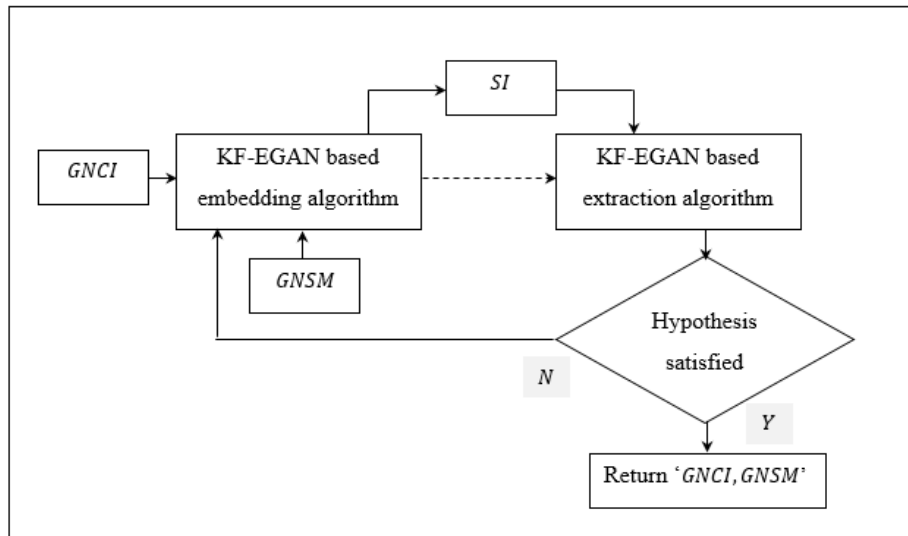 SI
GNCI
KF-EGAN based
embedding algorithm
KF-EGAN based
extraction algorithm
GNSM
Hypothesis
satisfied
N
Y
Return ‘GNCI, GNSM’